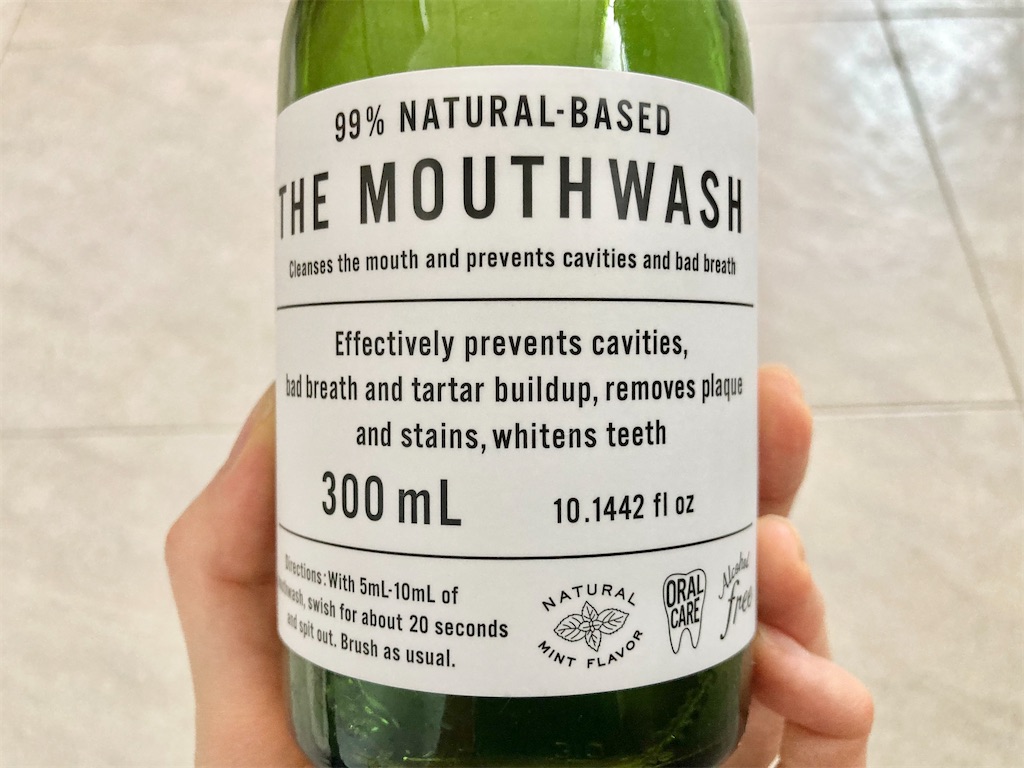 99% NATURAL-BASED
THE MOUTHWASH
Cleanses the mouth and prevents cavities and bad breath
Effectively prevents cavities,
bad breath and tartar buildup, removes plaque
and stains, whitens teeth
300 mL
10.1442 fl oz
Directions: With 5mL-10mL of
mouthwash, swish for about 20 seconds
and spit out. Brush as usual.
NATURAL
MINT FLAVOR
ORAL
CARE
Alcohol
free